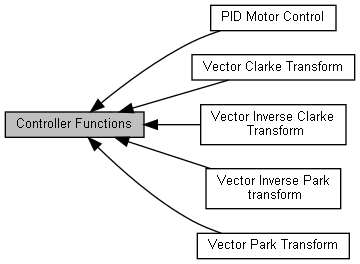 PID Motor Control
Vector Clarke Transform
Controller Functions
Vector Inverse Clarke
Transform
Vector Inverse Park
transform
Vector Park Transform